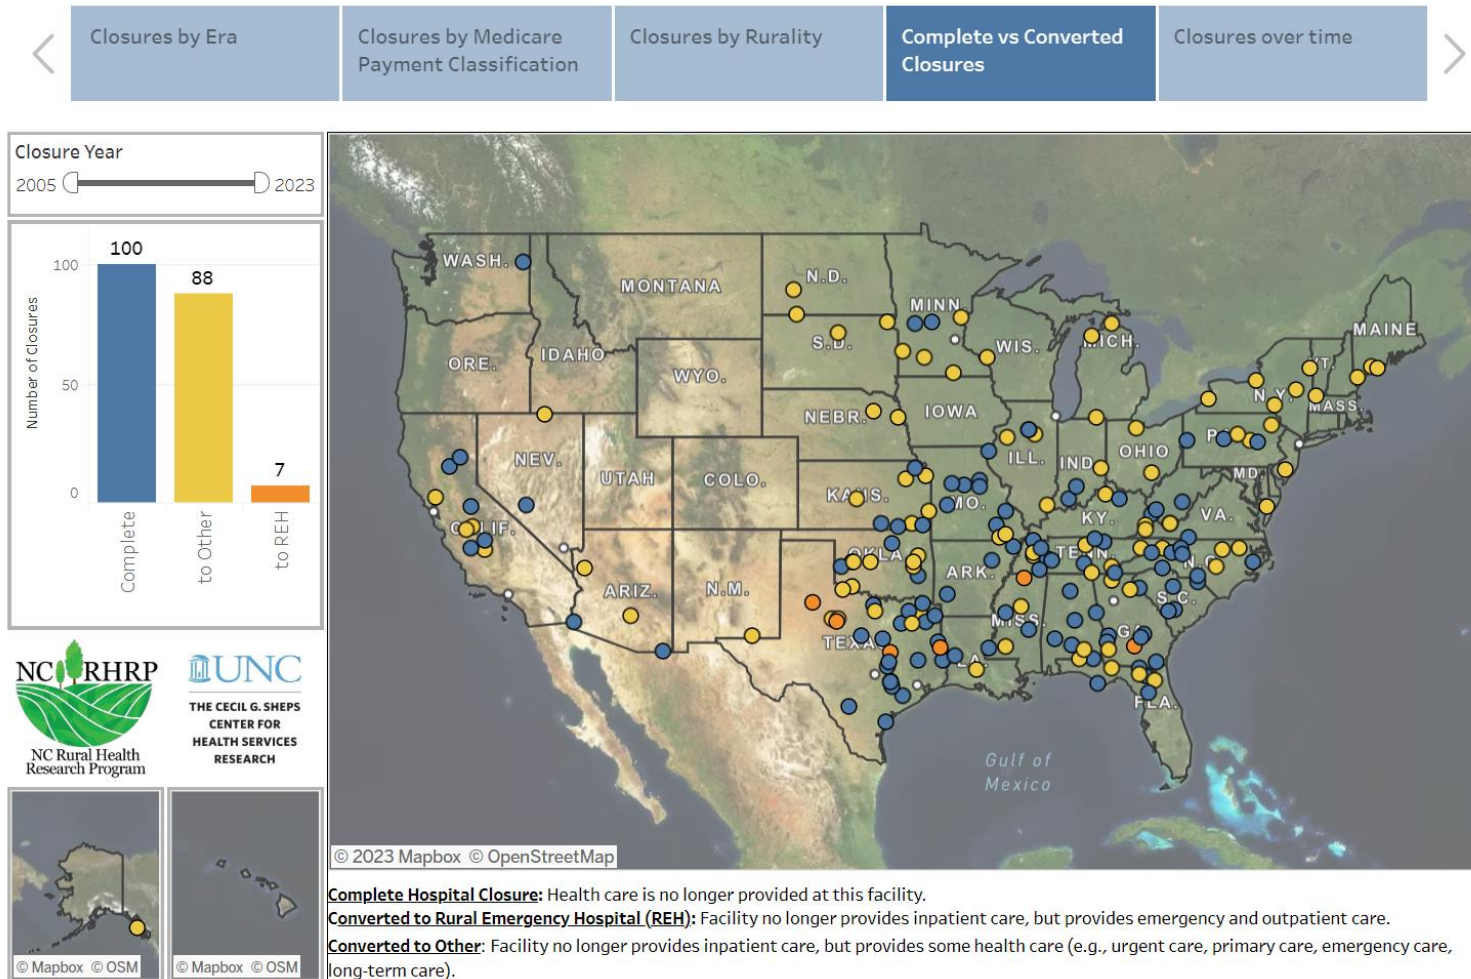 Closures by Era
Closures by Medicare
Payment Classification
Closures by Rurality
Complete vs Converted
Closures
Closures over time
Closure Year
2005
2023
Number of Closures
100
50
0
100
88
7
Complete
to Other
to REH
NC RHRP
NC Rural Health
Research Program
UNC
THE CECIL G. SHEPS
CENTER FOR
HEALTH SERVICES
RESEARCH
© Mapbox © OSM
© Mapbox © OSM
WASH.
MONTANA
N.D.
MINN.
MAINE
ORE.
IDAHO
S.D.
WIS.
MICH.
VT.
WYO.
N.Y.
MASS.
NEBR.
IOWA
NEV.
UTAH
COLO.
ILL.
IND.
OHIO
MD.
KANS.
MO.
CALIF.
KY.
VA.
ARIZ.
N.M.
OKLA.
ARK.
TENN.
N.C.
S.C.
TEXAS
MISS.
GA.
LA.
FLA.
Gulf of
Mexico
© 2023 Mapbox © OpenStreetMap
Complete Hospital Closure: Health care is no longer provided at this facility.
Converted to Rural Emergency Hospital (REH): Facility no longer provides inpatient care, but provides emergency and outpatient care.
Converted to Other: Facility no longer provides inpatient care, but provides some health care (e.g., urgent care, primary care, emergency care,
long-term care).